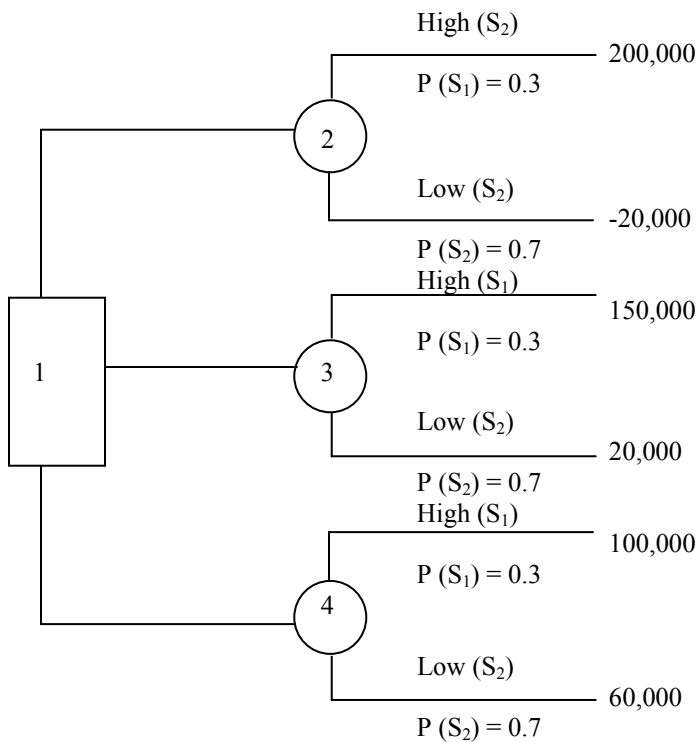 High (S₂)
200,000
P (S₁) = 0.3
2
Low (S₂)
-20,000
P (S₂) = 0.7
High (S₁)
150,000
1
P (S₁) = 0.3
3
Low (S₂)
20,000
P (S₂) = 0.7
High (S₁)
100,000
P (S₁) = 0.3
4
Low (S₂)
60,000
P (S₂) = 0.7